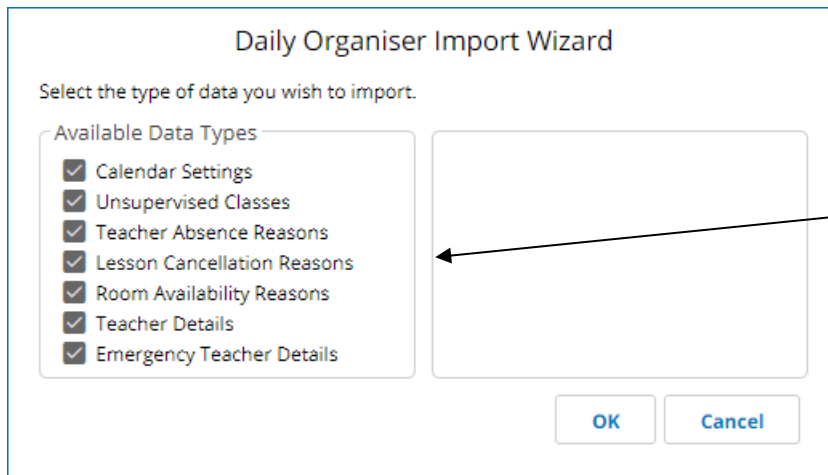 Daily Organiser Import Wizard
Select the type of data you wish to import.
Available Data Types
Calendar Settings
Unsupervised Classes
Teacher Absence Reasons
Lesson Cancellation Reasons
Room Availability Reasons
Teacher Details
Emergency Teacher Details
OK
Cancel